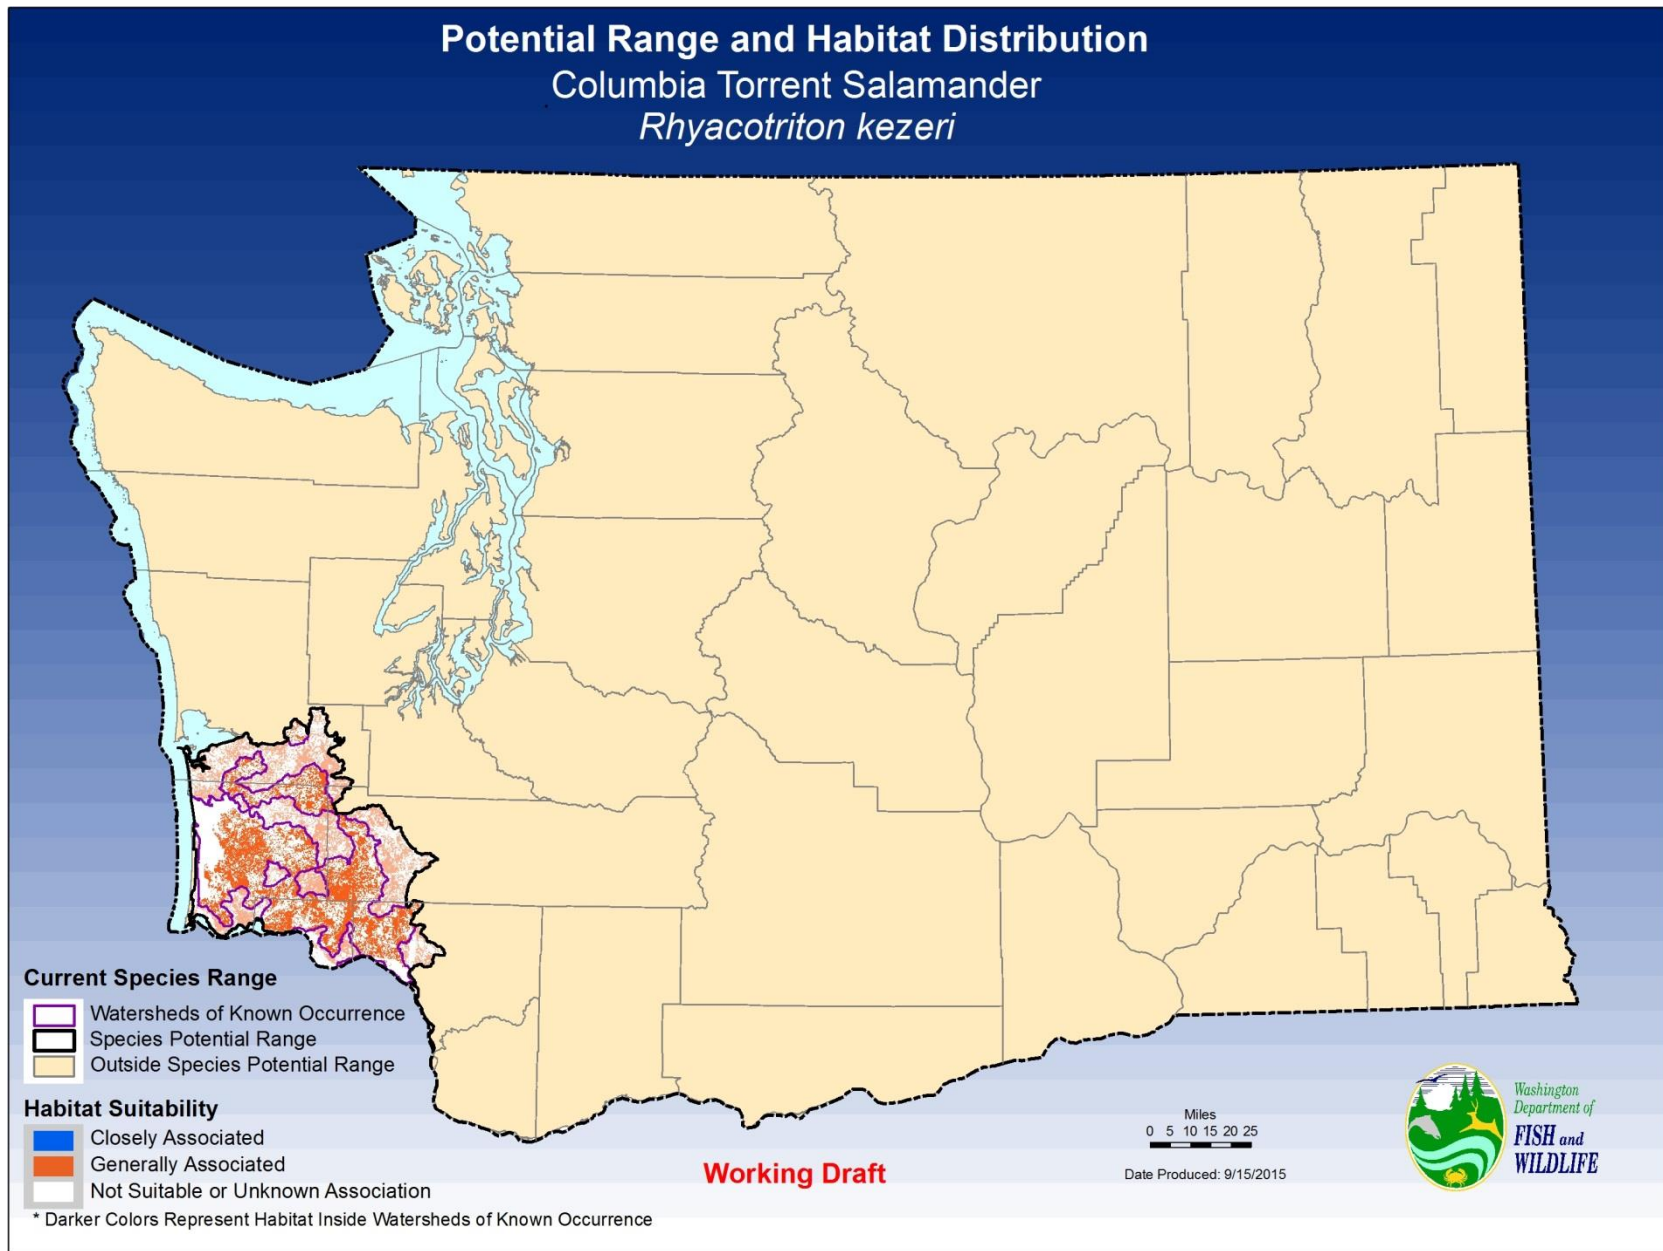 Potential Range and Habitat Distribution
Columbia Torrent Salamander
Rhyacotriton kezeri
Current Species Range
Watersheds of Known Occurrence
Species Potential Range
Outside Species Potential Range
Habitat Suitability
Closely Associated
Generally Associated
Not Suitable or Unknown Association
* Darker Colors Represent Habitat Inside Watersheds of Known Occurrence
Working Draft
Miles
0 5 10 15 20 25
Date Produced: 9/15/2015
Washington
Department of
FISH and
WILDLIFE